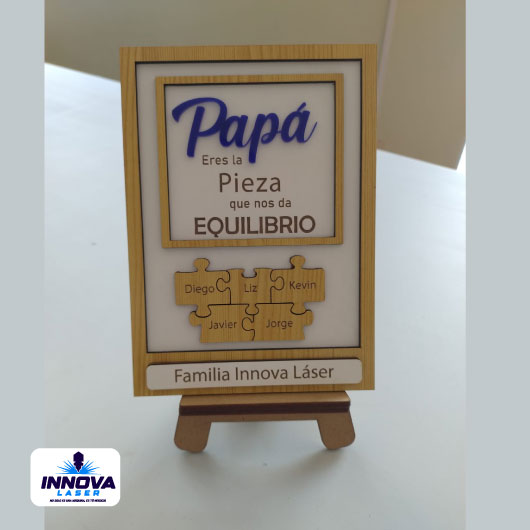 Papá
Eres la
Pieza
que nos da
EQUILIBRIO
Diego Liz Kevin
Javier Jorge
Familia Innova Láser
INNOVA
LASER